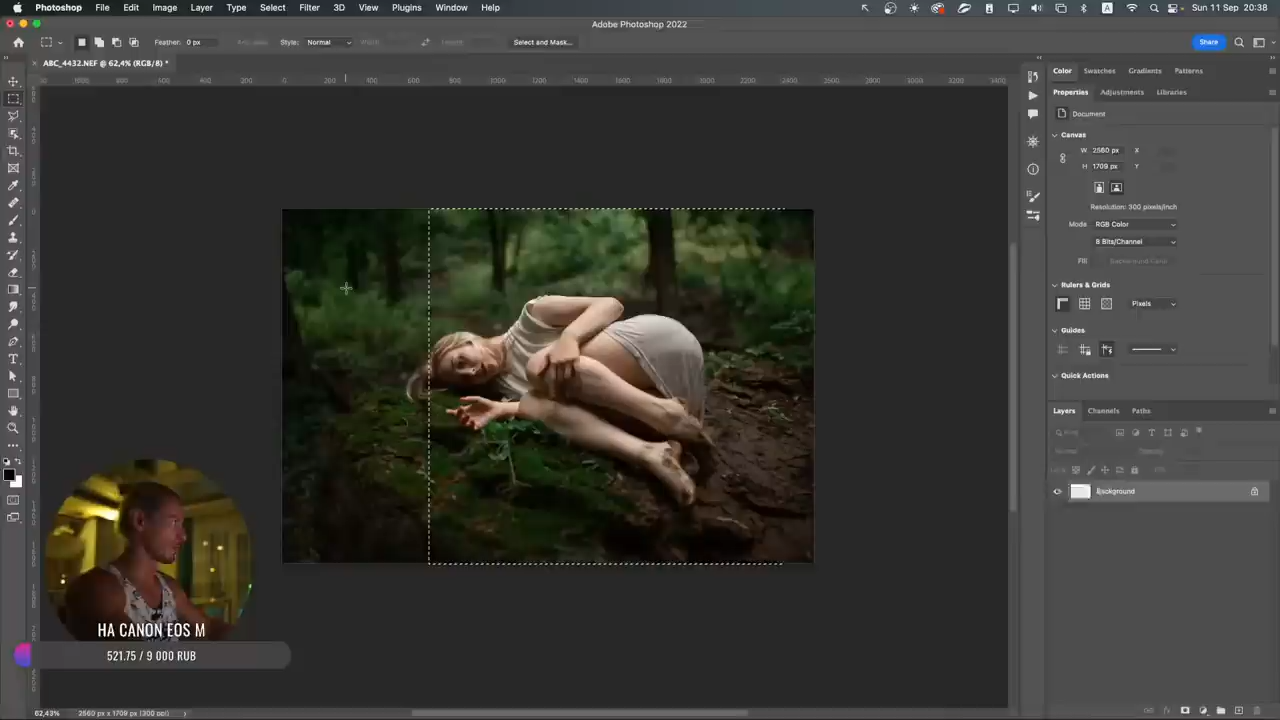 Photoshop File Edit Image Layer Type Select Filter 3D View Plugins Window Help
A Sun 11 Sep 20:38
Adobe Photoshop 2022
Feather: 0 px Style: Normal Select and Mask... Share
ABC_4432.NEF @ 62,4% (RGB/8) *
Color Swatches Gradients Patterns
Properties Adjustments Libraries
Document
Canvas
W 2560 px X
H 1709 px Y
Resolution: 300 pixels/inch
Mode RGB Color
8 Bits/Channel
Fill Background Color
Rulers & Grids
Pixels
Guides
Quick Actions
Layers Channels Paths
Background
НА CANON EOS M
521.75 / 9 000 RUB
62,43% 2560 px x 1709 px (300 ppi)